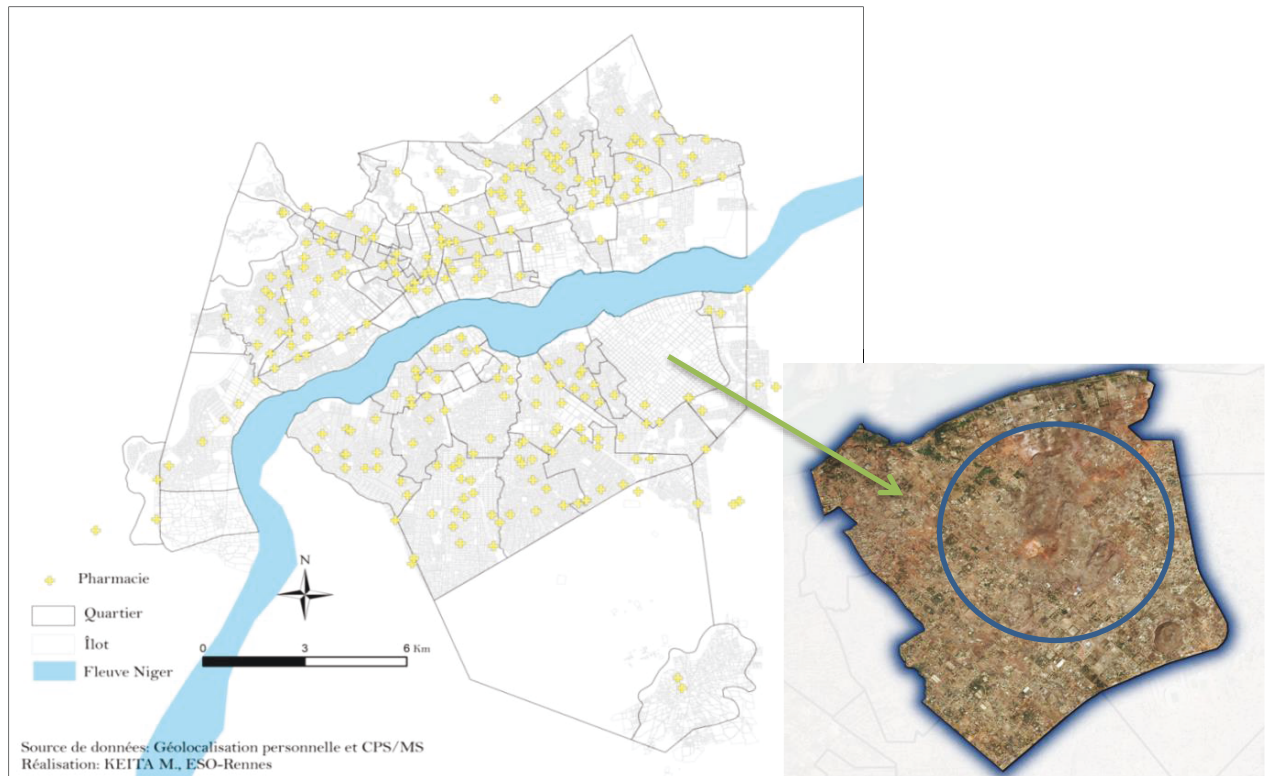 Pharmacie
Quartier
Îlot
Fleuve Niger
N
0 3 6 Km
Source de données: Géolocalisation personnelle et CPS/MS
Réalisation: KEITA M., ESO-Rennes